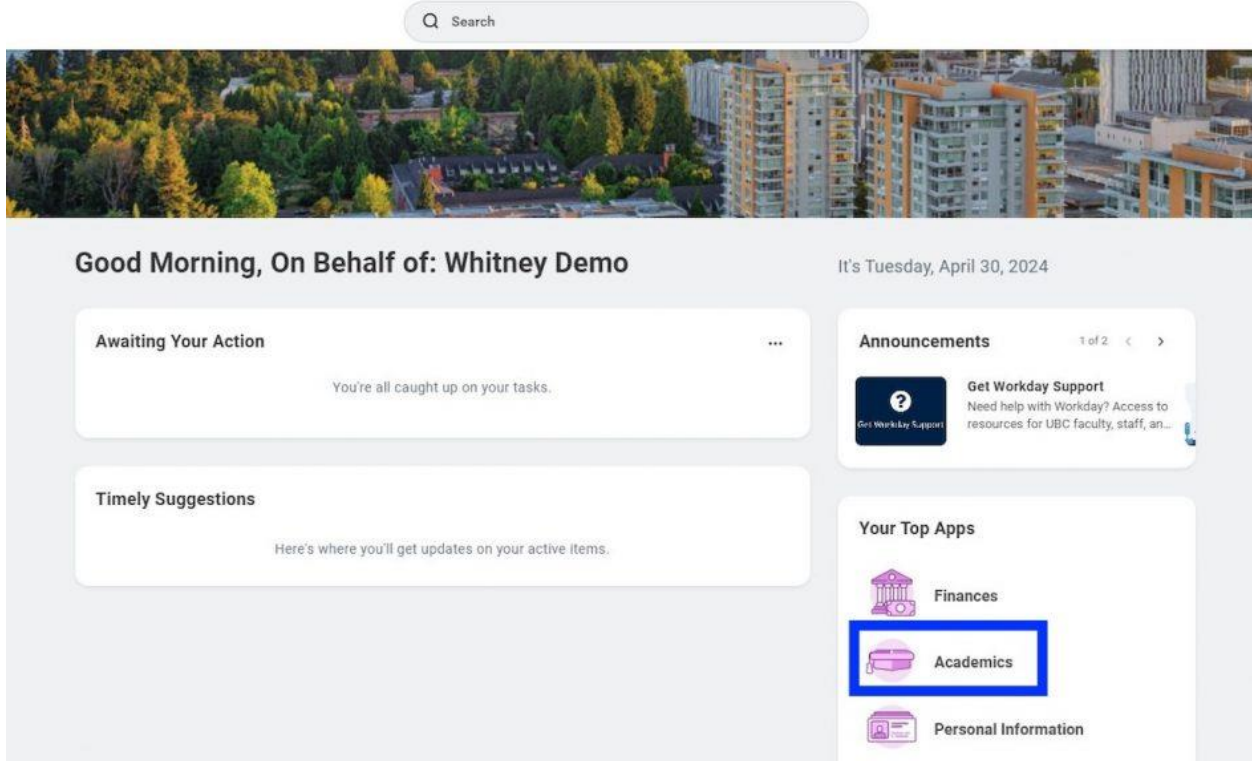 Search
Good Morning, On Behalf of: Whitney Demo
It's Tuesday, April 30, 2024
Awaiting Your Action
You're all caught up on your tasks.
Timely Suggestions
Here's where you'll get updates on your active items.
Announcements
1 of 2
Get Workday Support
Get Workday Support
Need help with Workday? Access to
resources for UBC faculty, staff, an...
Your Top Apps
Finances
Academics
Personal Information